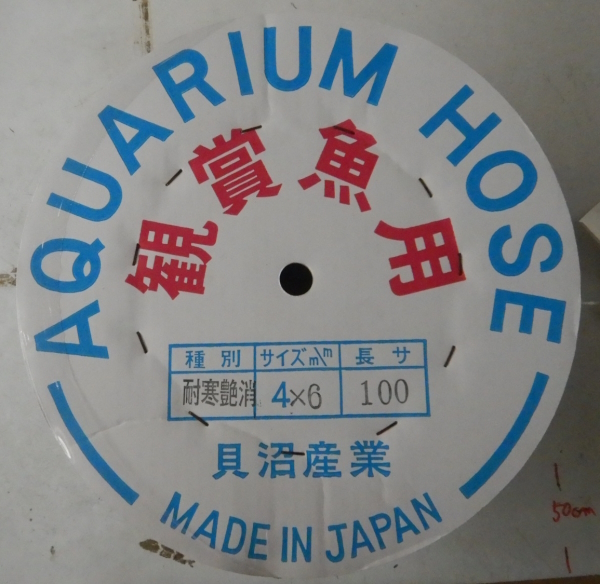 AQUARIUM HOSE
観賞魚用
種別 サイズm/m 長サ
耐寒艶消 4×6 100
貝沼産業
MADE IN JAPAN
50cm